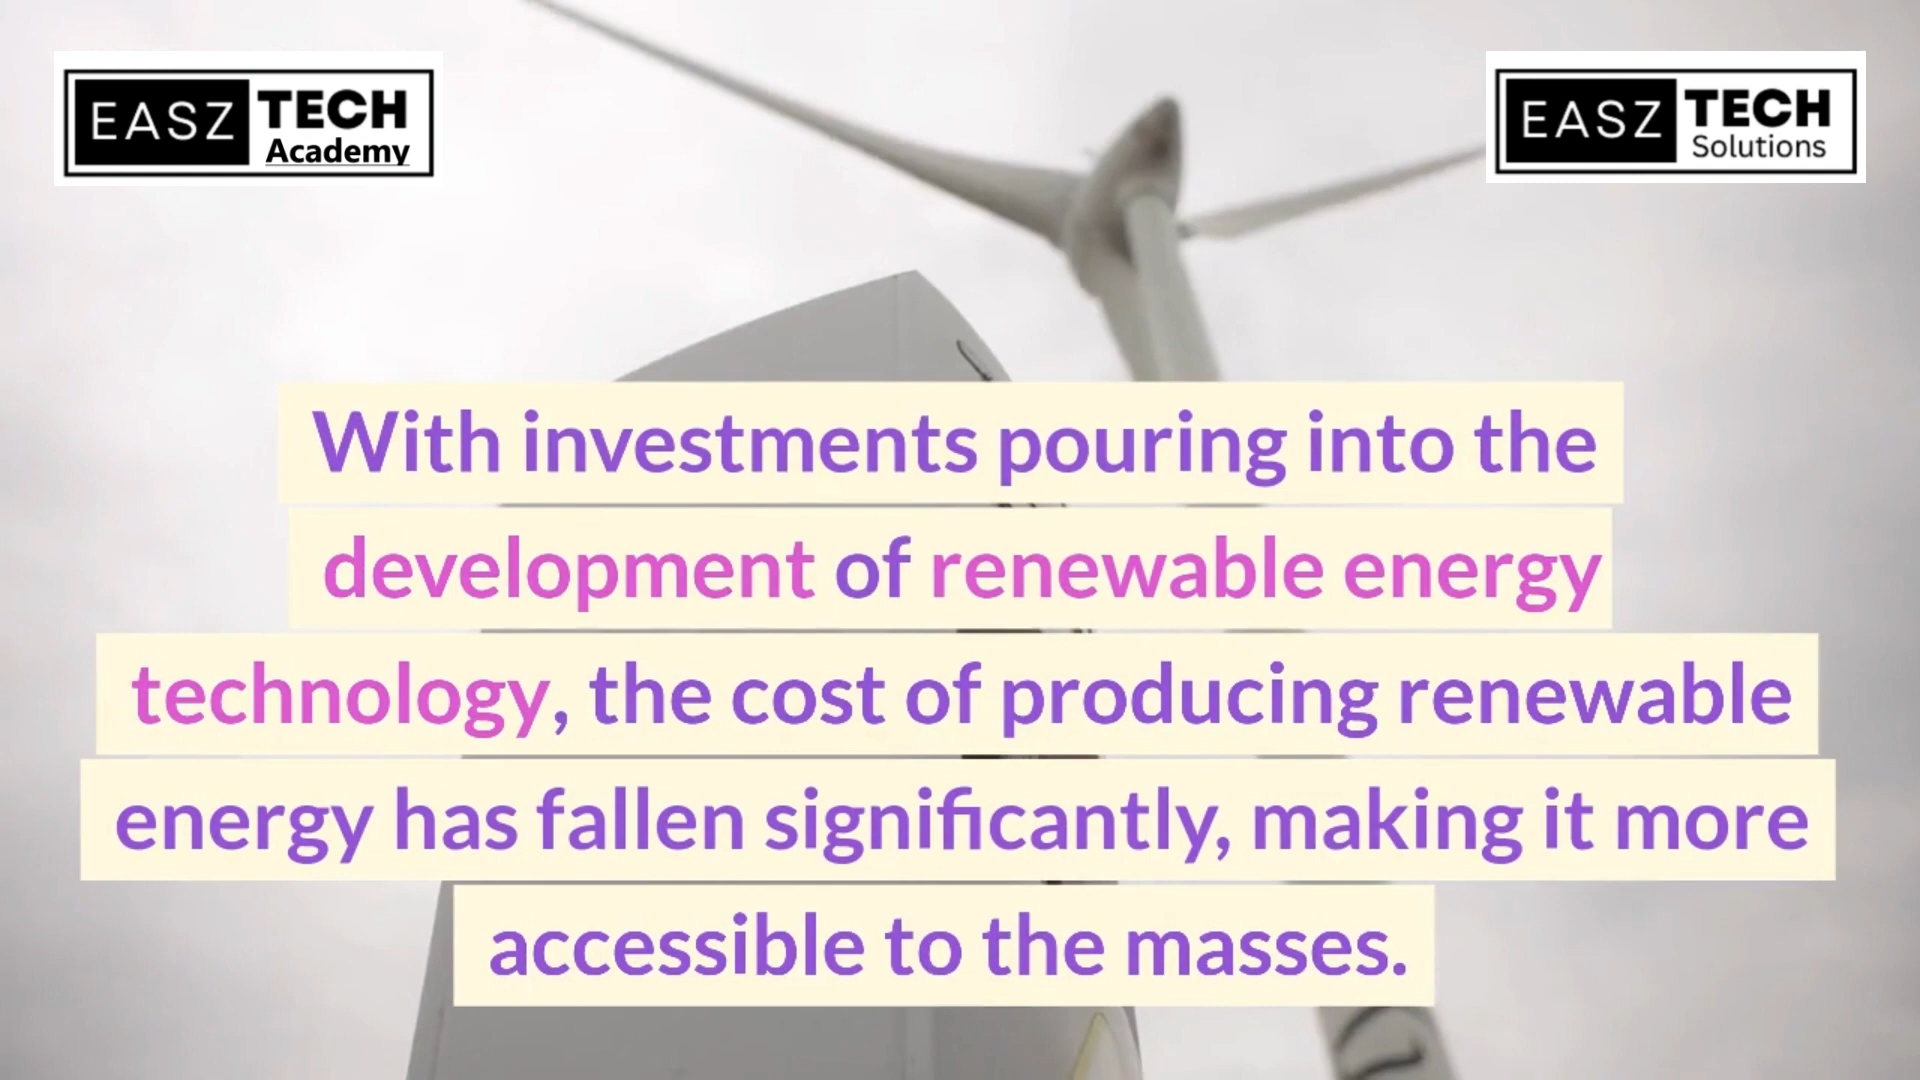 EASZ TECH
Academy
EASZ TECH
Solutions
With investments pouring into the
development of renewable energy
technology, the cost of producing renewable
energy has fallen significantly, making it more
accessible to the masses.